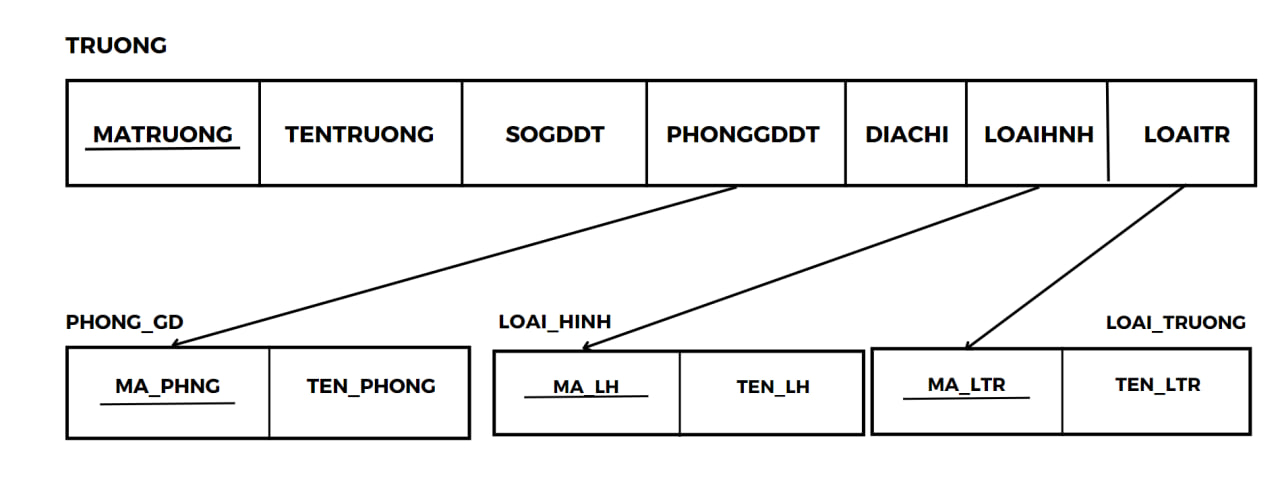 TRUONG
MATRUONG TENTRUONG SOGDDT PHONGGDDT DIACHI LOAIHNH LOAITR
PHONG_GD LOAI_HINH LOAI_TRUONG
MA_PHNG TEN_PHONG MA_LH TEN_LH MA_LTR TEN_LTR